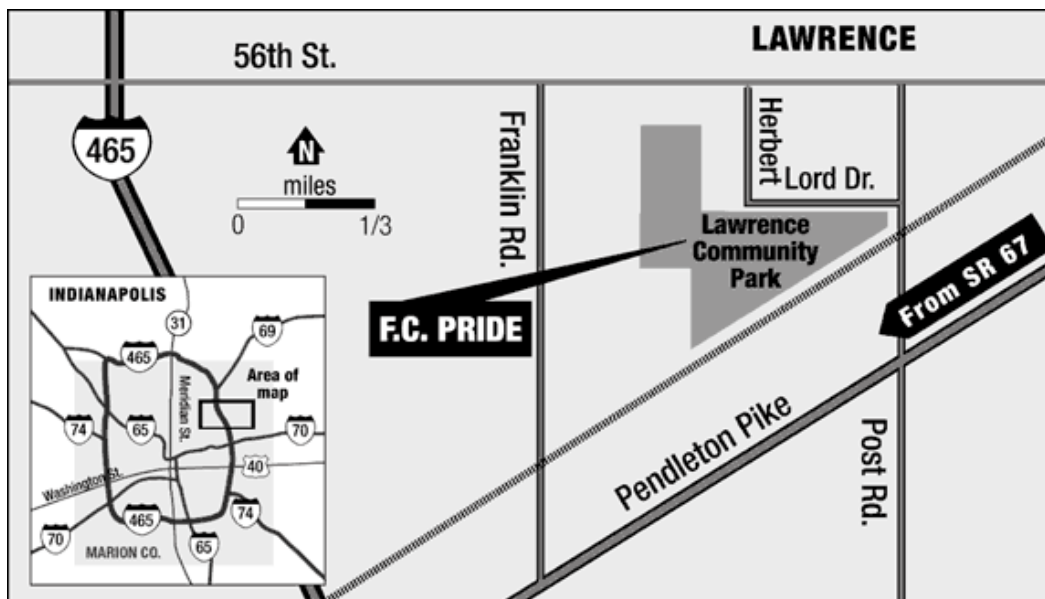 LAWRENCE
56th St.
465
N
miles
0 1/3
Franklin Rd.
Herbert
Lord Dr.
Lawrence
Community
Park
F.C. PRIDE
From SR 67
Pendleton Pike
Post Rd.
INDIANAPOLIS
31
69
465
Meridian St.
Area of
map
74
65
70
40
Washington St.
465
74
70
65
MARION CO.